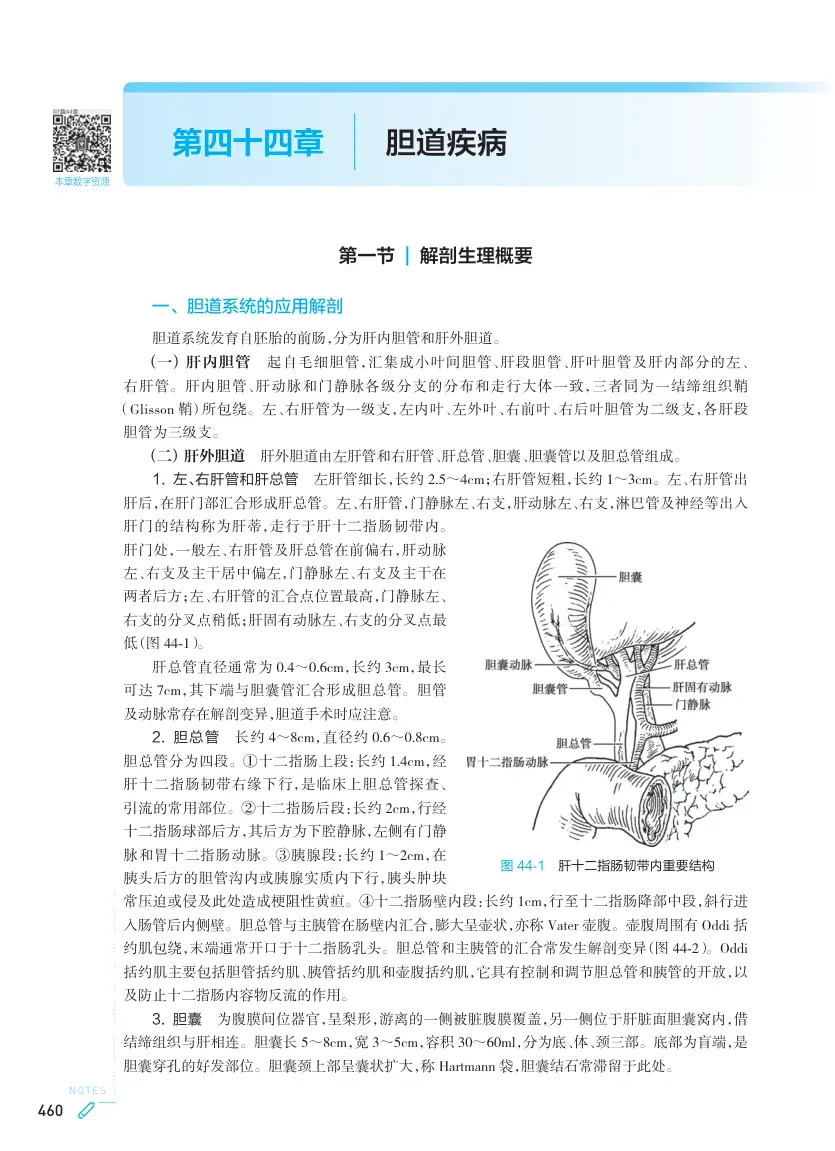 第四十四章
胆道疾病
本章数字资源
第一节 | 解剖生理概要
一、胆道系统的应用解剖
胆道系统发育自胚胎的前肠,分为肝内胆管和肝外胆道。
(一) 肝内胆管 起自毛细胆管,汇集成小叶间胆管、肝段胆管、肝叶胆管及肝内部分的左、
右肝管。肝内胆管、肝动脉和门静脉各级分支的分布和走行大体一致,三者同为一结缔组织鞘
(Glisson 鞘)所包绕。左、右肝管为一级支,左内叶、左外叶、右前叶、右后叶胆管为二级支,各肝段
胆管为三级支。
(二) 肝外胆道 肝外胆道由左肝管和右肝管、肝总管、胆囊、胆囊管以及胆总管组成。
1. 左、右肝管和肝总管 左肝管细长,长约 2.5～4cm;右肝管短粗,长约 1～3cm。左、右肝管出
肝后,在肝门部汇合形成肝总管。左、右肝管,门静脉左、右支,肝动脉左、右支,淋巴管及神经等出入
肝门的结构称为肝蒂,走行于肝十二指肠韧带内。
肝门处,一般左、右肝管及肝总管在前偏右,肝动脉
左、右支及主干居中偏左,门静脉左、右支及主干在
两者后方;左、右肝管的汇合点位置最高,门静脉左、
右支的分叉点稍低;肝固有动脉左、右支的分叉点最
低(图 44-1)。
肝总管直径通常为 0.4～0.6cm,长约 3cm,最长
可达 7cm,其下端与胆囊管汇合形成胆总管。胆管
及动脉常存在解剖变异,胆道手术时应注意。
2. 胆总管 长约 4～8cm,直径约 0.6～0.8cm。
胆总管分为四段。①十二指肠上段:长约 1.4cm,经
肝十二指肠韧带右缘下行,是临床上胆总管探查、
引流的常用部位。②十二指肠后段:长约 2cm,行经
十二指肠球部后方,其后方为下腔静脉,左侧有门静
脉和胃十二指肠动脉。③胰腺段:长约 1～2cm,在
胰头后方的胆管沟内或胰腺实质内下行,胰头肿块
胆囊
胆囊动脉
肝总管
胆囊管
肝固有动脉
门静脉
胆总管
胃十二指肠动脉
图 44-1 肝十二指肠韧带内重要结构
常压迫或侵及此处造成梗阻性黄疸。④十二指肠壁内段:长约 1cm,行至十二指肠降部中段,斜行进
入肠管后内侧壁。胆总管与主胰管在肠壁内汇合,膨大呈壶状,亦称 Vater 壶腹。壶腹周围有 Oddi 括
约肌包绕,末端通常开口于十二指肠乳头。胆总管和主胰管的汇合常发生解剖变异(图 44-2)。Oddi
括约肌主要包括胆管括约肌、胰管括约肌和壶腹括约肌,它具有控制和调节胆总管和胰管的开放,以
及防止十二指肠内容物反流的作用。
3. 胆囊 为腹膜间位器官,呈梨形,游离的一侧被脏腹膜覆盖,另一侧位于肝脏面胆囊窝内,借
结缔组织与肝相连。胆囊长 5～8cm,宽 3～5cm,容积 30～60ml,分为底、体、颈三部。底部为盲端,是
胆囊穿孔的好发部位。胆囊颈上部呈囊状扩大,称 Hartmann 袋,胆囊结石常滞留于此处。
NOTES
460